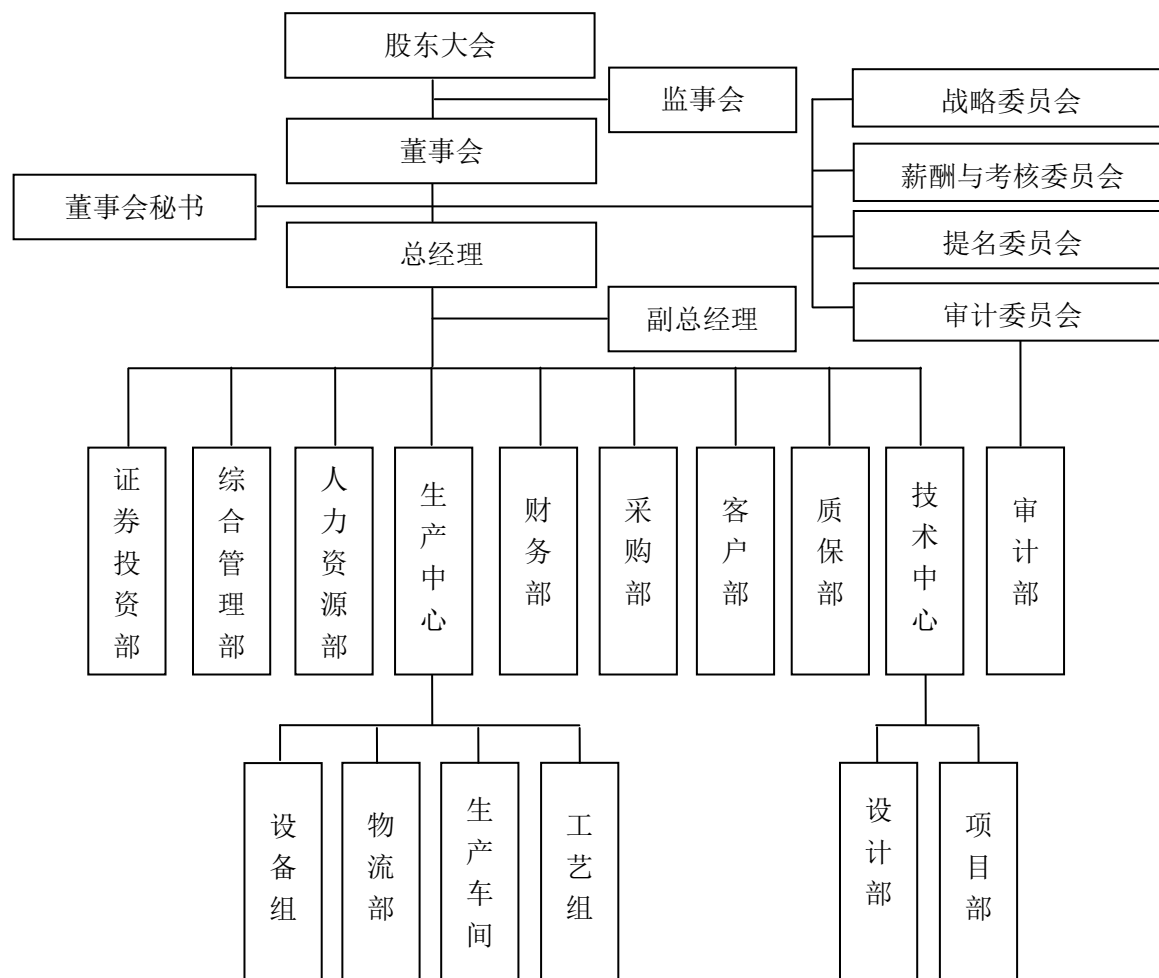 股东大会
监事会
战略委员会
董事会
薪酬与考核委员会
董事会秘书
总经理
提名委员会
审计委员会
副总经理
证券投资部
综合管理部
人力资源部
生产中心
财务部
采购部
客户部
质保部
技术中心
审计部
设备组
物流部
生产车间
工艺组
设计部
项目部